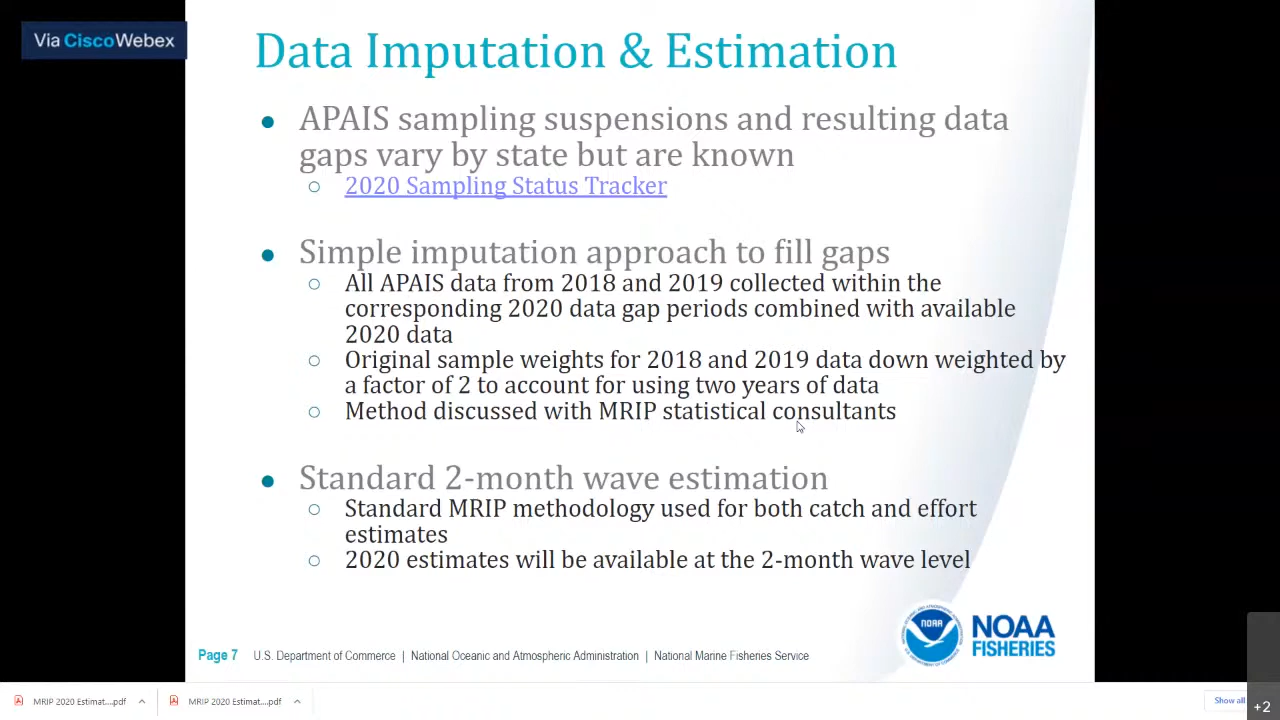 Via CiscoWebex
Data Imputation & Estimation
● APAIS sampling suspensions and resulting data
gaps vary by state but are known
○ 2020 Sampling Status Tracker
● Simple imputation approach to fill gaps
○ All APAIS data from 2018 and 2019 collected within the
corresponding 2020 data gap periods combined with available
2020 data
○ Original sample weights for 2018 and 2019 data down weighted by
a factor of 2 to account for using two years of data
○ Method discussed with MRIP statistical consultants
● Standard 2-month wave estimation
○ Standard MRIP methodology used for both catch and effort
estimates
○ 2020 estimates will be available at the 2-month wave level
NOAA
NOAA
FISHERIES
Page 7 U.S. Department of Commerce | National Oceanic and Atmospheric Administration | National Marine Fisheries Service
MRIP 2020 Estimat....pdf MRIP 2020 Estimat....pdf Show all
+2